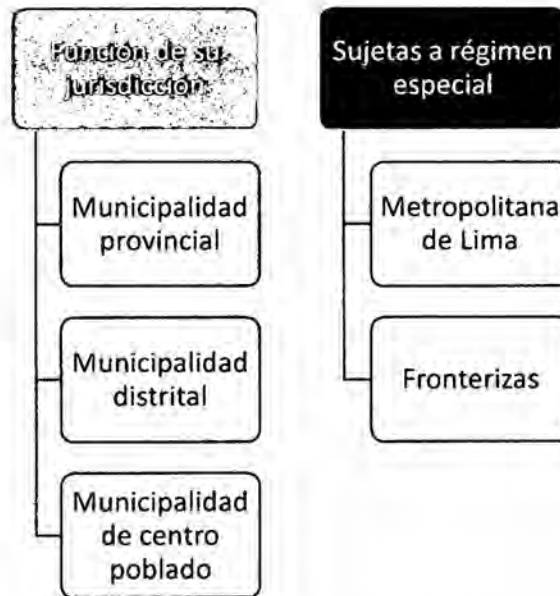 Función de su
jurisdicción
Municipalidad
provincial
Municipalidad
distrital
Municipalidad
de centro
poblado
Sujetas a régimen
especial
Metropolitana
de Lima
Fronterizas